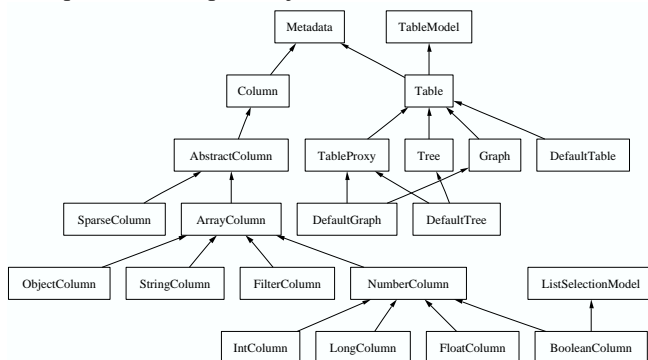 Metadata TableModel
Column Table
AbstractColumn TableProxy Tree Graph DefaultTable
SparseColumn ArrayColumn DefaultGraph DefaultTree
ObjectColumn StringColumn FilterColumn NumberColumn ListSelectionModel
IntColumn LongColumn FloatColumn BooleanColumn